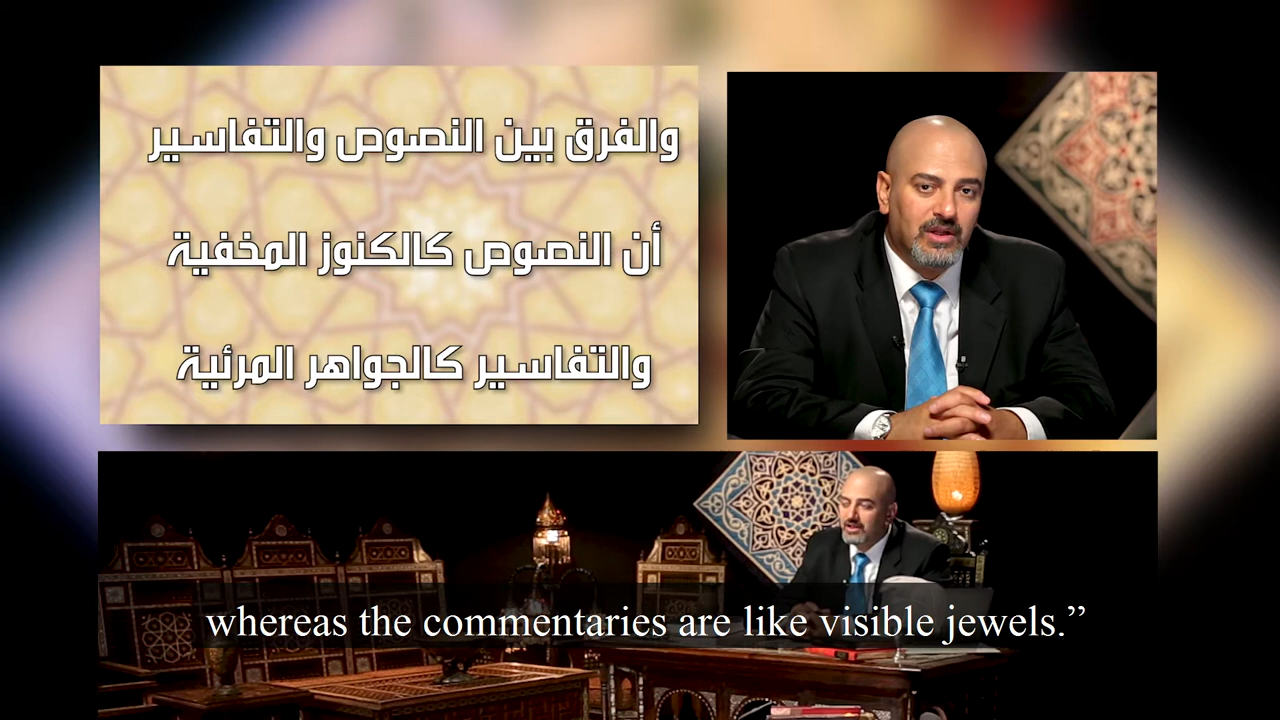 والفرق بين النصوص والتفاسير
أن النصوص كالكنوز المخفية
والتفاسير كالجواهر المرئية
whereas the commentaries are like visible jewels.”